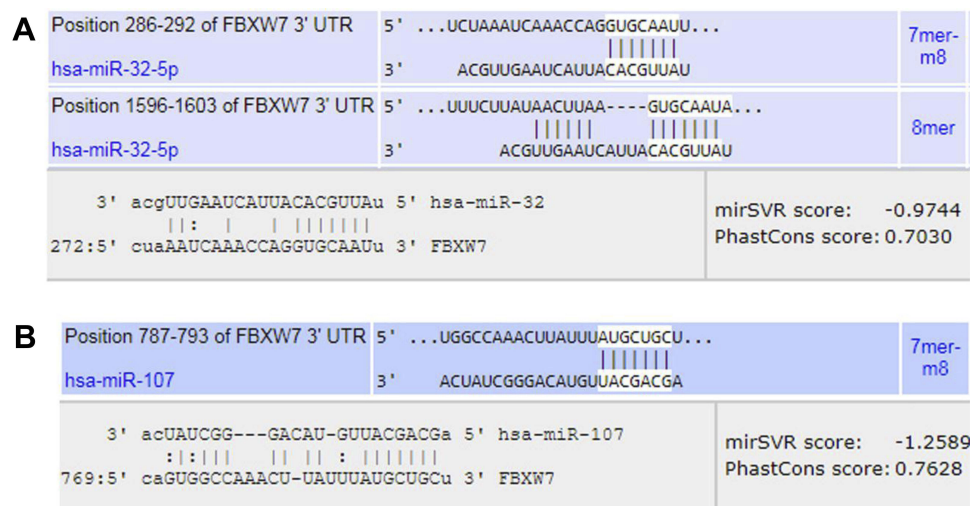 A
Position 286-292 of FBXW7 3' UTR 5' ...UCUAAAUCAAACCAGGUGCAAUU... 7mer-m8
||||||| 
hsa-miR-32-5p 3' ACGUUGAAUCAUUACACGUUAU
Position 1596-1603 of FBXW7 3' UTR 5' ...UUUCUUAUAACUUAA----GUGCAAUA... 8mer
|||||| |||||||
hsa-miR-32-5p 3' ACGUUGAAUCAUUACACGUUAU
3' acgUUGAAUCAUUACACGUUAu 5' hsa-miR-32
||: | | |||||||
272:5' cuaAAUCAAACCAGGUGCAAUu 3' FBXW7
mirSVR score: -0.9744
PhastCons score: 0.7030
B
Position 787-793 of FBXW7 3' UTR 5' ...UGGCCAAACUUAUUUAUGCUGCU... 7mer-m8
|||||||
hsa-miR-107 3' ACUAUCGGGACAUGUUACGACGA
3' acUAUCGG---GACAU-GUUACGACGa 5' hsa-miR-107
:|:||| || || : |||||||
769:5' caGUGGCCAAACU-UAUUUAUGCUGCu 3' FBXW7
mirSVR score: -1.2589
PhastCons score: 0.7628